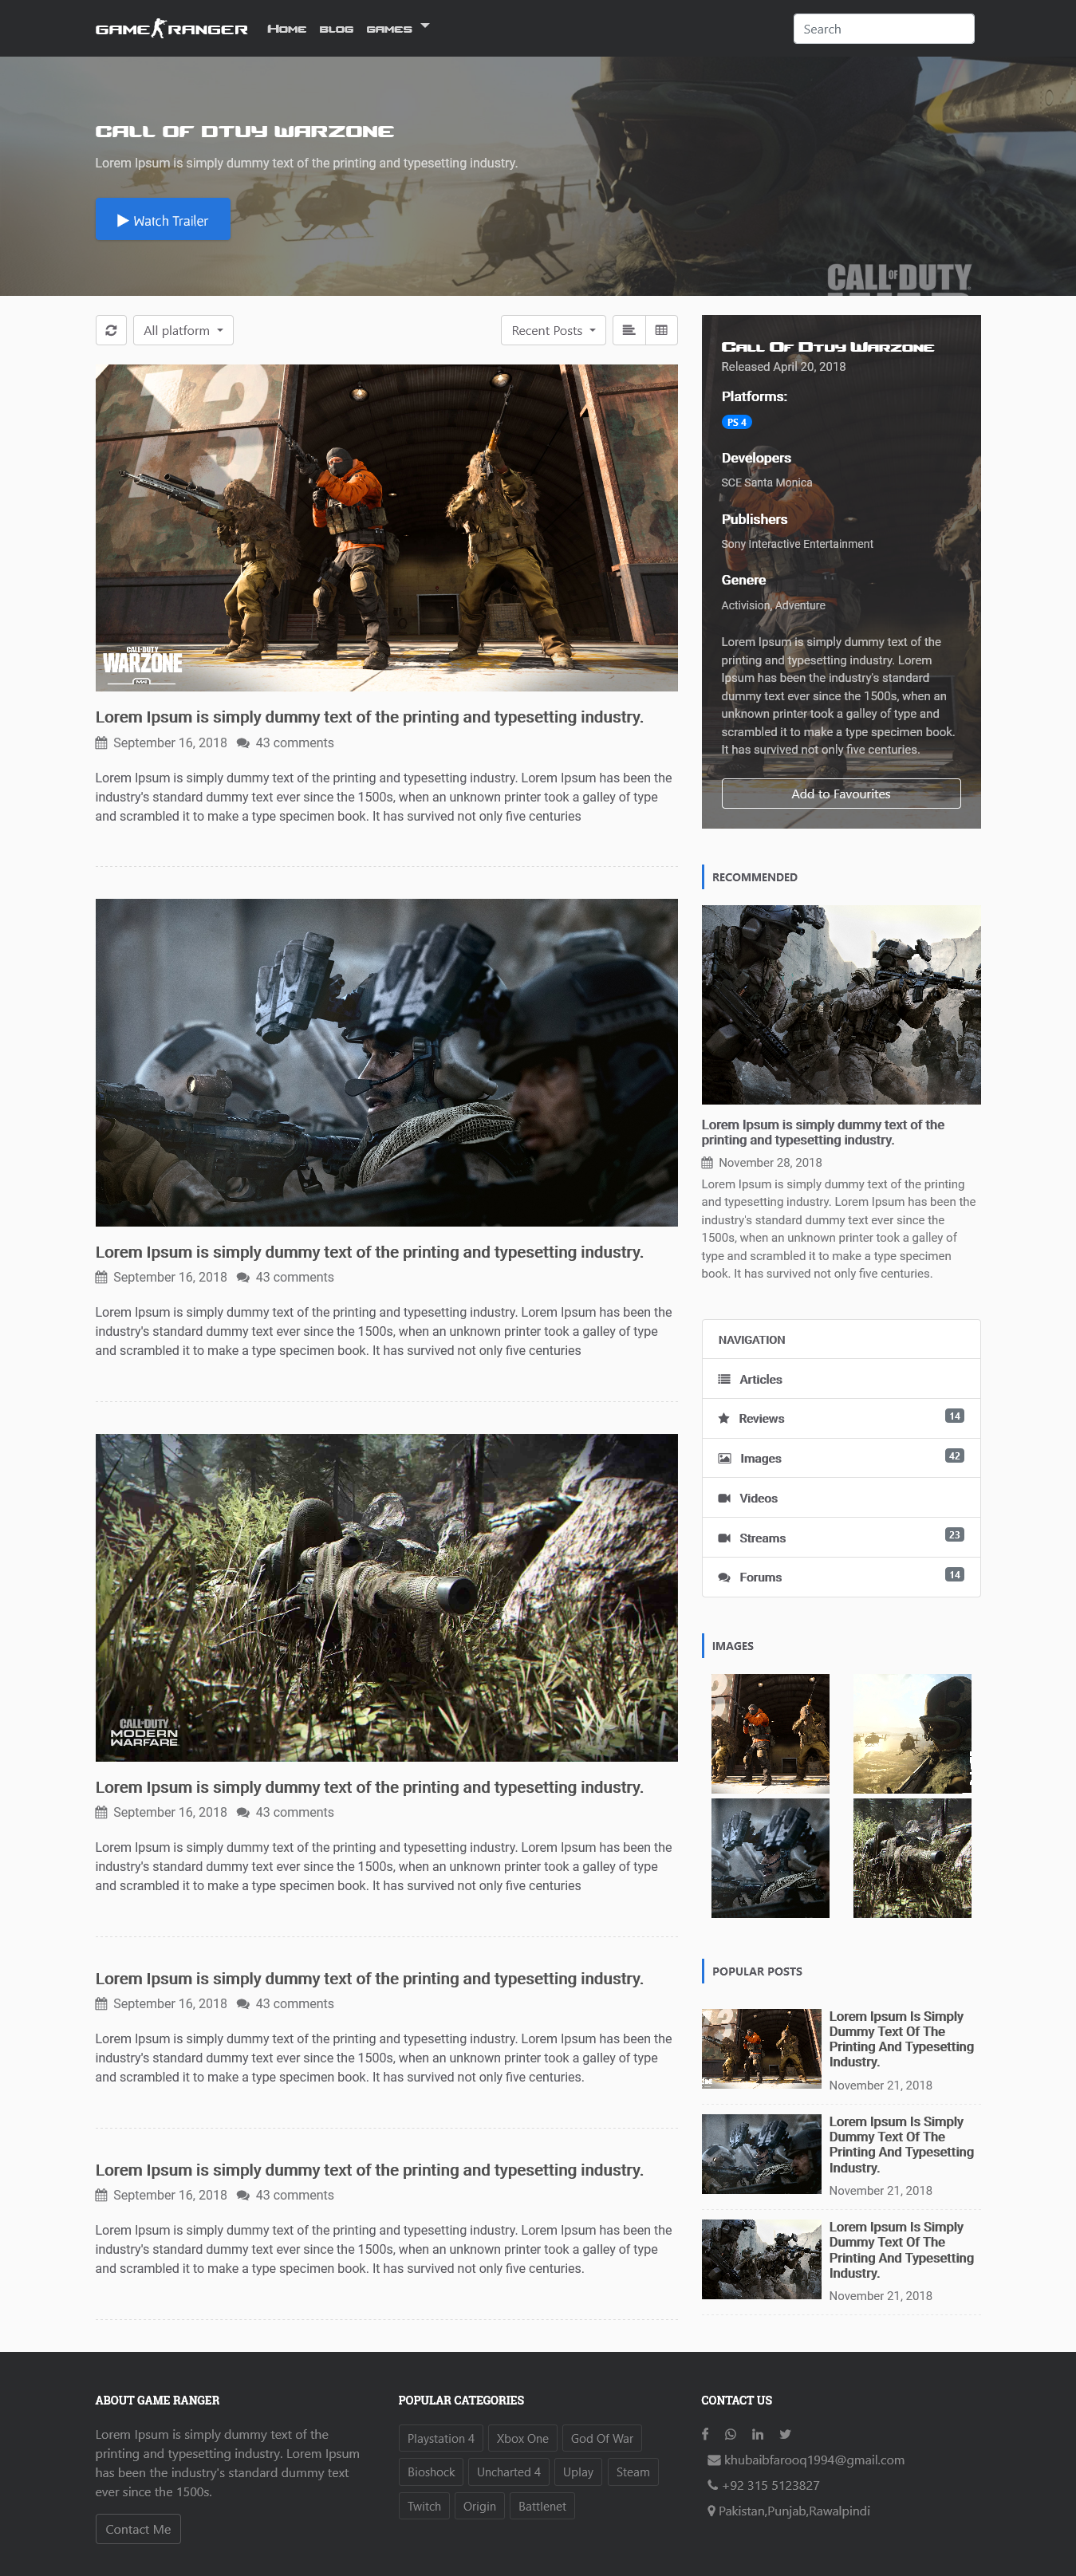 GAME RANGER Home blog games
Search
call of dtuy warzone
Lorem Ipsum is simply dummy text of the printing and typesetting industry.
Watch Trailer
CALL OF DUTY
All platform
Recent Posts
13
CALL OF DUTY
WARZONE
Lorem Ipsum is simply dummy text of the printing and typesetting industry.
September 16, 2018 43 comments
Lorem Ipsum is simply dummy text of the printing and typesetting industry. Lorem Ipsum has been the
industry's standard dummy text ever since the 1500s, when an unknown printer took a galley of type
and scrambled it to make a type specimen book. It has survived not only five centuries
Lorem Ipsum is simply dummy text of the printing and typesetting industry.
September 16, 2018 43 comments
Lorem Ipsum is simply dummy text of the printing and typesetting industry. Lorem Ipsum has been the
industry's standard dummy text ever since the 1500s, when an unknown printer took a galley of type
and scrambled it to make a type specimen book. It has survived not only five centuries
CALL OF DUTY
MODERN
WARFARE
Lorem Ipsum is simply dummy text of the printing and typesetting industry.
September 16, 2018 43 comments
Lorem Ipsum is simply dummy text of the printing and typesetting industry. Lorem Ipsum has been the
industry's standard dummy text ever since the 1500s, when an unknown printer took a galley of type
and scrambled it to make a type specimen book. It has survived not only five centuries
Lorem Ipsum is simply dummy text of the printing and typesetting industry.
September 16, 2018 43 comments
Lorem Ipsum is simply dummy text of the printing and typesetting industry. Lorem Ipsum has been the
industry's standard dummy text ever since the 1500s, when an unknown printer took a galley of type
and scrambled it to make a type specimen book. It has survived not only five centuries.
Lorem Ipsum is simply dummy text of the printing and typesetting industry.
September 16, 2018 43 comments
Lorem Ipsum is simply dummy text of the printing and typesetting industry. Lorem Ipsum has been the
industry's standard dummy text ever since the 1500s, when an unknown printer took a galley of type
and scrambled it to make a type specimen book. It has survived not only five centuries.
Call Of Dtuy Warzone
Released April 20, 2018
Platforms:
PS 4
Developers
SCE Santa Monica
Publishers
Sony Interactive Entertainment
Genere
Activision, Adventure
Lorem Ipsum is simply dummy text of the
printing and typesetting industry. Lorem
Ipsum has been the industry's standard
dummy text ever since the 1500s, when an
unknown printer took a galley of type and
scrambled it to make a type specimen book.
It has survived not only five centuries.
Add to Favourites
RECOMMENDED
Lorem Ipsum is simply dummy text of the
printing and typesetting industry.
November 28, 2018
Lorem Ipsum is simply dummy text of the printing
and typesetting industry. Lorem Ipsum has been the
industry's standard dummy text ever since the
1500s, when an unknown printer took a galley of
type and scrambled it to make a type specimen
book. It has survived not only five centuries.
NAVIGATION
Articles
Reviews 14
Images 42
Videos
Streams 23
Forums 14
IMAGES
POPULAR POSTS
Lorem Ipsum Is Simply
Dummy Text Of The
Printing And Typesetting
Industry.
November 21, 2018
Lorem Ipsum Is Simply
Dummy Text Of The
Printing And Typesetting
Industry.
November 21, 2018
Lorem Ipsum Is Simply
Dummy Text Of The
Printing And Typesetting
Industry.
November 21, 2018
ABOUT GAME RANGER
Lorem Ipsum is simply dummy text of the
printing and typesetting industry. Lorem Ipsum
has been the industry's standard dummy text
ever since the 1500s.
Contact Me
POPULAR CATEGORIES
Playstation 4 Xbox One God Of War
Bioshock Uncharted 4 Uplay Steam
Twitch Origin Battlenet
CONTACT US
khubaibfarooq1994@gmail.com
+92 315 5123827
Pakistan,Punjab,Rawalpindi